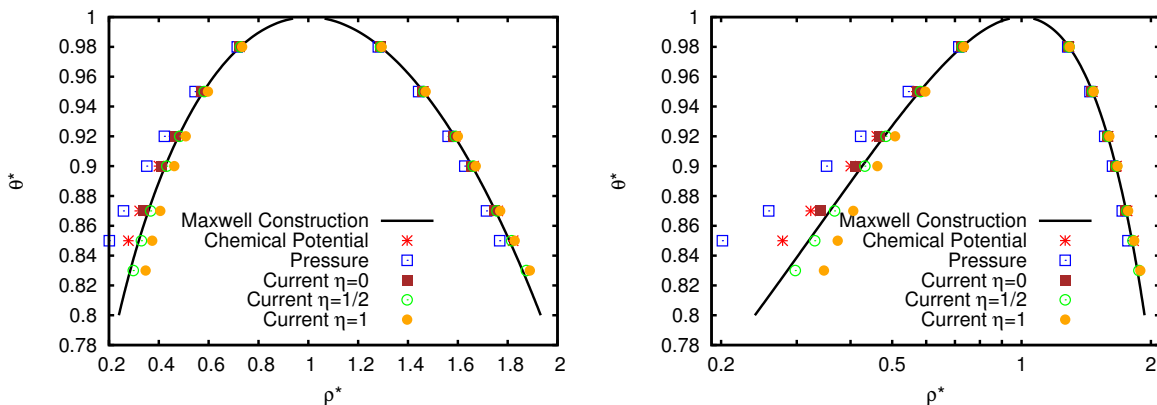 1
0.98
0.96
0.94
0.92
0.9
0.88
0.86
0.84
0.82
0.8
0.78
θ*
Maxwell Construction
Chemical Potential
Pressure
Current η=0
Current η=1/2
Current η=1
0.2 0.4 0.6 0.8 1 1.2 1.4 1.6 1.8 2
ρ*
1
0.98
0.96
0.94
0.92
0.9
0.88
0.86
0.84
0.82
0.8
0.78
θ*
Maxwell Construction
Chemical Potential
Pressure
Current η=0
Current η=1/2
Current η=1
0.2 0.5 1 2
ρ*